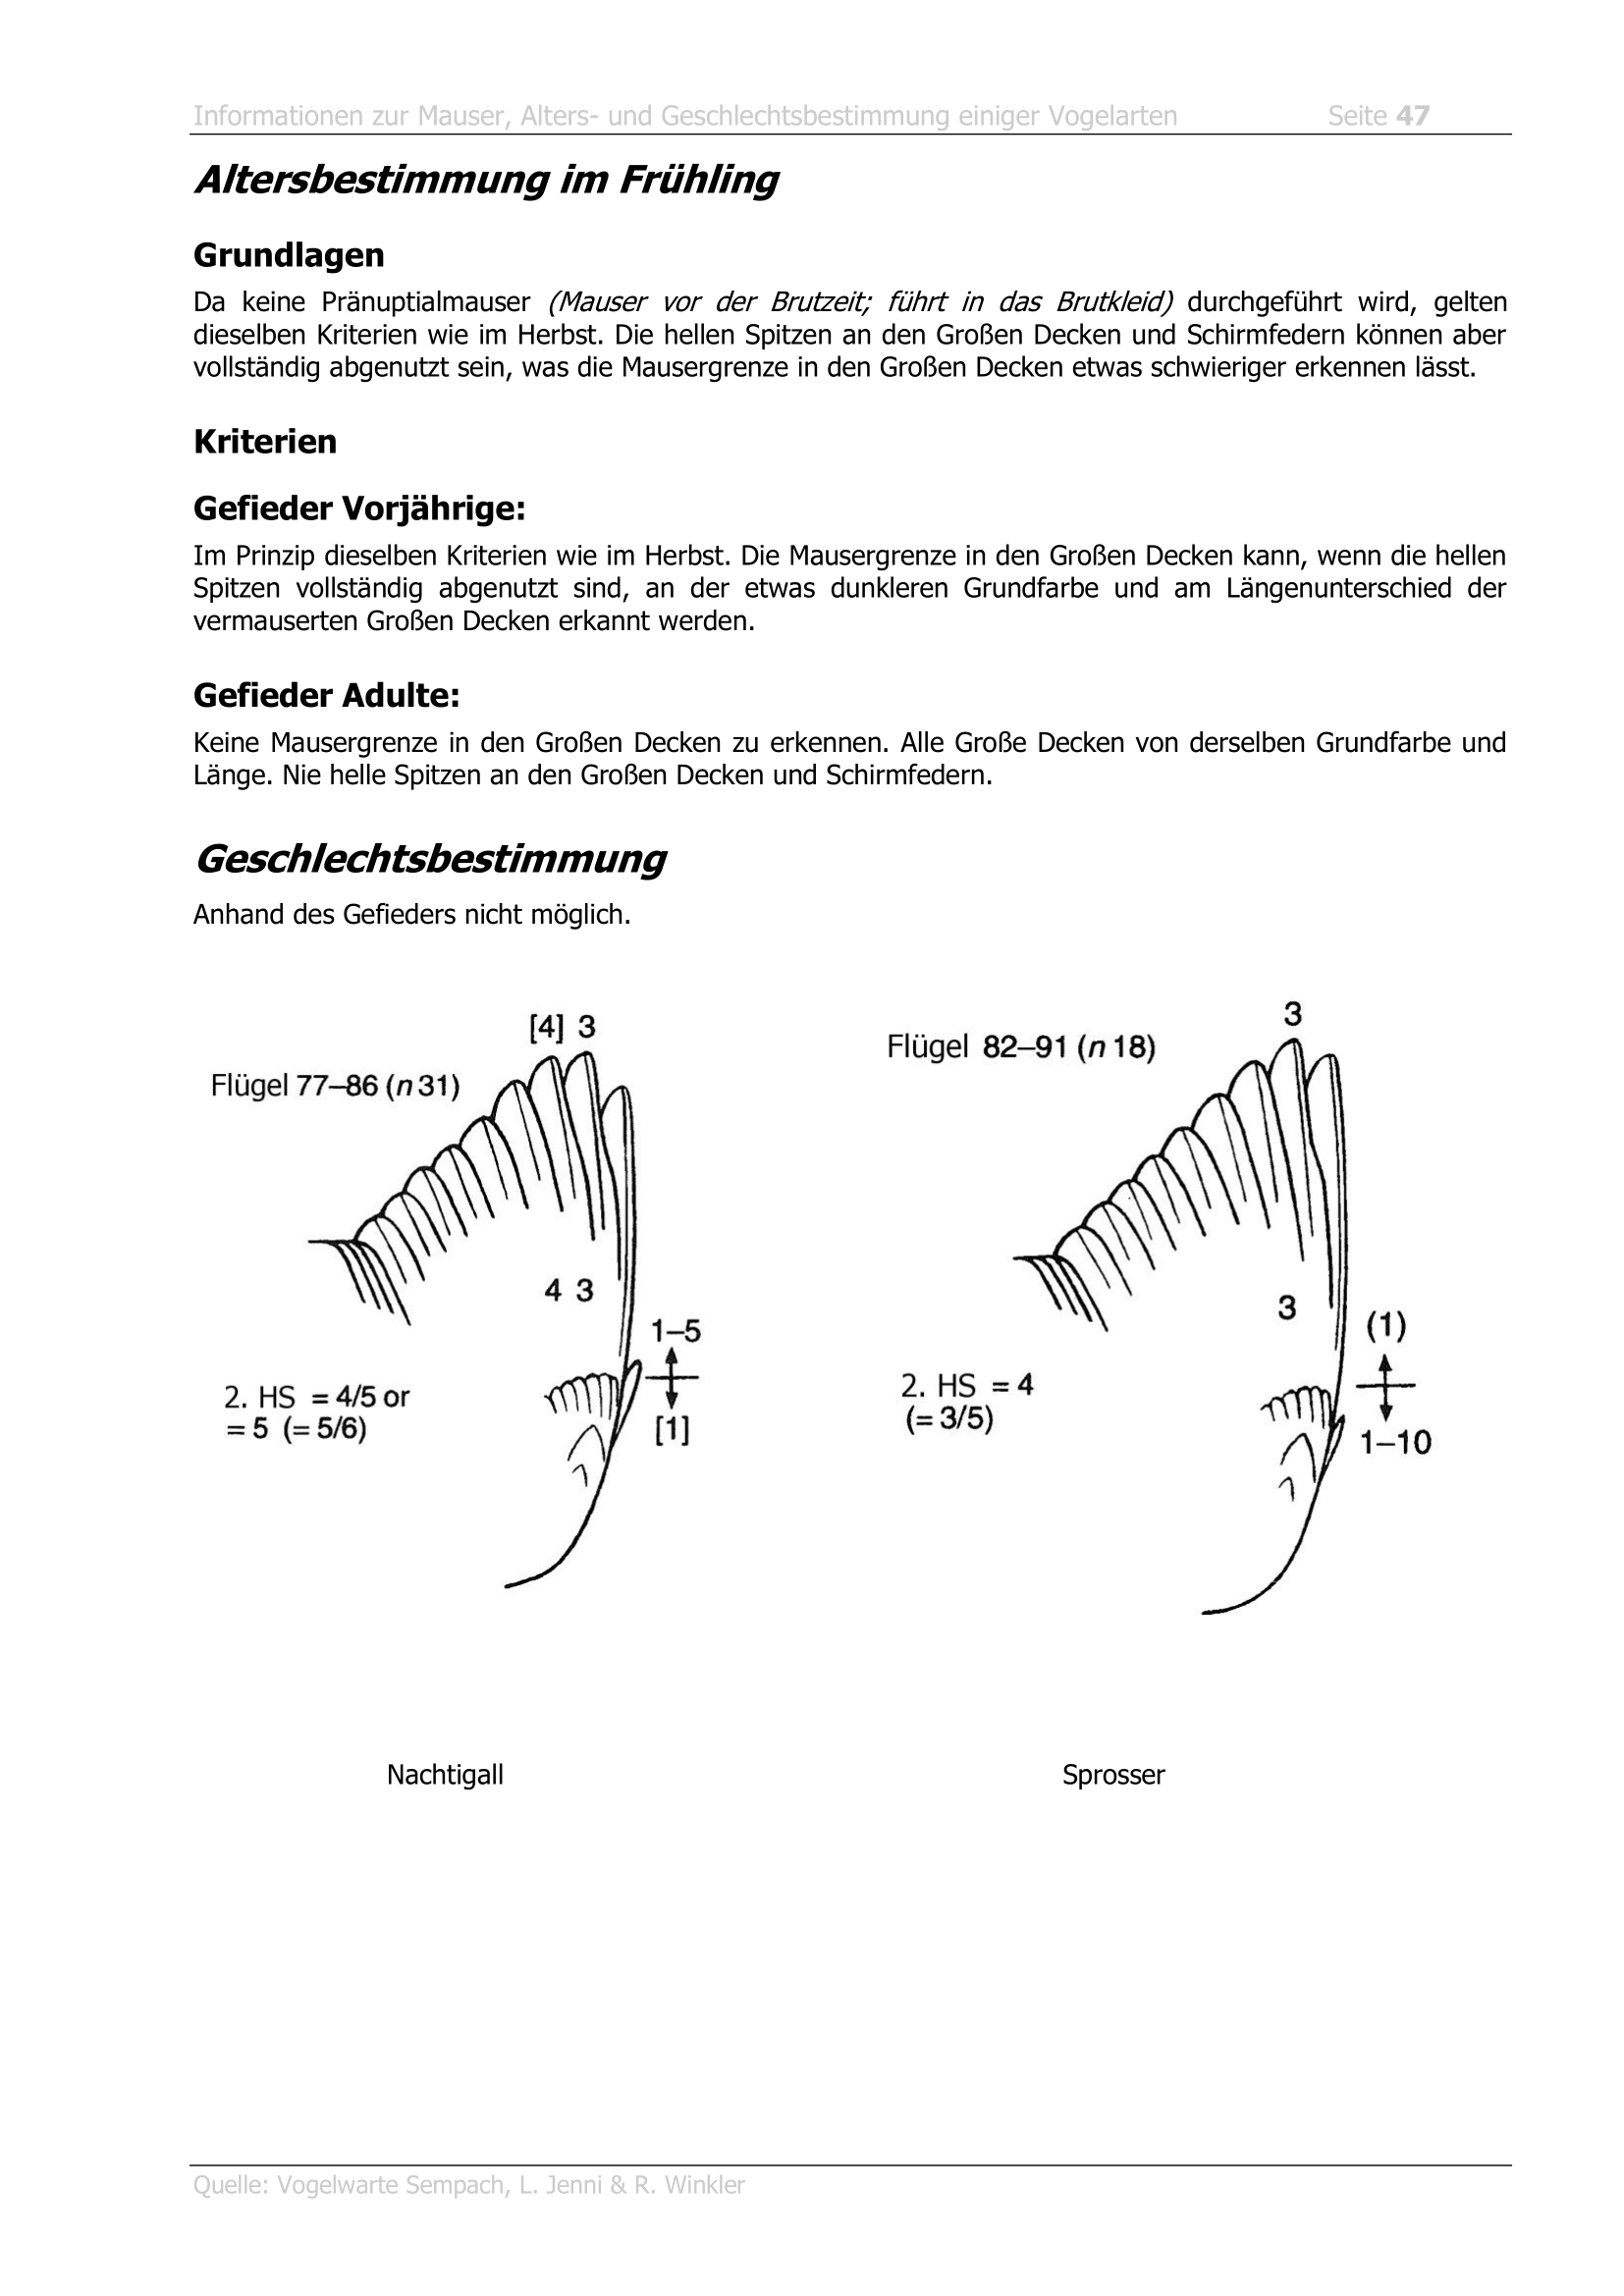 Informationen zur Mauser, Alters- und Geschlechtsbestimmung einiger Vogelarten Seite 47
Altersbestimmung im Frühling
Grundlagen
Da keine Pränuptialmauser (Mauser vor der Brutzeit; führt in das Brutkleid) durchgeführt wird, gelten
dieselben Kriterien wie im Herbst. Die hellen Spitzen an den Großen Decken und Schirmfedern können aber
vollständig abgenutzt sein, was die Mausergrenze in den Großen Decken etwas schwieriger erkennen lässt.
Kriterien
Gefieder Vorjährige:
Im Prinzip dieselben Kriterien wie im Herbst. Die Mausergrenze in den Großen Decken kann, wenn die hellen
Spitzen vollständig abgenutzt sind, an der etwas dunkleren Grundfarbe und am Längenunterschied der
vermauserten Großen Decken erkannt werden.
Gefieder Adulte:
Keine Mausergrenze in den Großen Decken zu erkennen. Alle Große Decken von derselben Grundfarbe und
Länge. Nie helle Spitzen an den Großen Decken und Schirmfedern.
Geschlechtsbestimmung
Anhand des Gefieders nicht möglich.
[4] 3
Flügel 77–86 (n 31)
4 3
1–5
[1]
2. HS = 4/5 or
= 5 (= 5/6)
Nachtigall
3
Flügel 82–91 (n 18)
3
(1)
1–10
2. HS = 4
(= 3/5)
Sprosser
Quelle: Vogelwarte Sempach, L. Jenni & R. Winkler